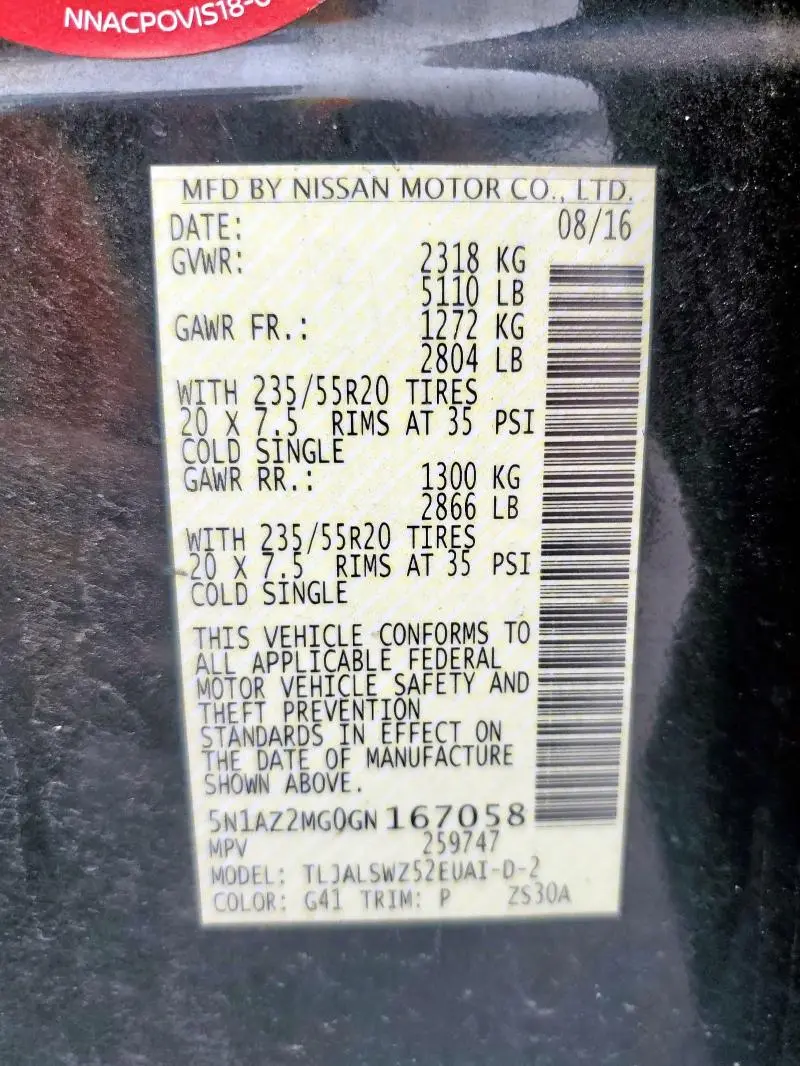 NNACPOVIS18-
MFD BY NISSAN MOTOR CO., LTD.
DATE: 08/16
GVWR: 2318 KG
5110 LB
GAWR FR.: 1272 KG
2804 LB
WITH 235/55R20 TIRES
20 X 7.5 RIMS AT 35 PSI
COLD SINGLE
GAWR RR.: 1300 KG
2866 LB
WITH 235/55R20 TIRES
20 X 7.5 RIMS AT 35 PSI
COLD SINGLE
THIS VEHICLE CONFORMS TO
ALL APPLICABLE FEDERAL
MOTOR VEHICLE SAFETY AND
THEFT PREVENTION
STANDARDS IN EFFECT ON
THE DATE OF MANUFACTURE
SHOWN ABOVE.
5N1AZ2MG0GN 167058
MPV 259747
MODEL: TLJALSWZ52EUAI-D-2
COLOR: G41 TRIM: P ZS30A